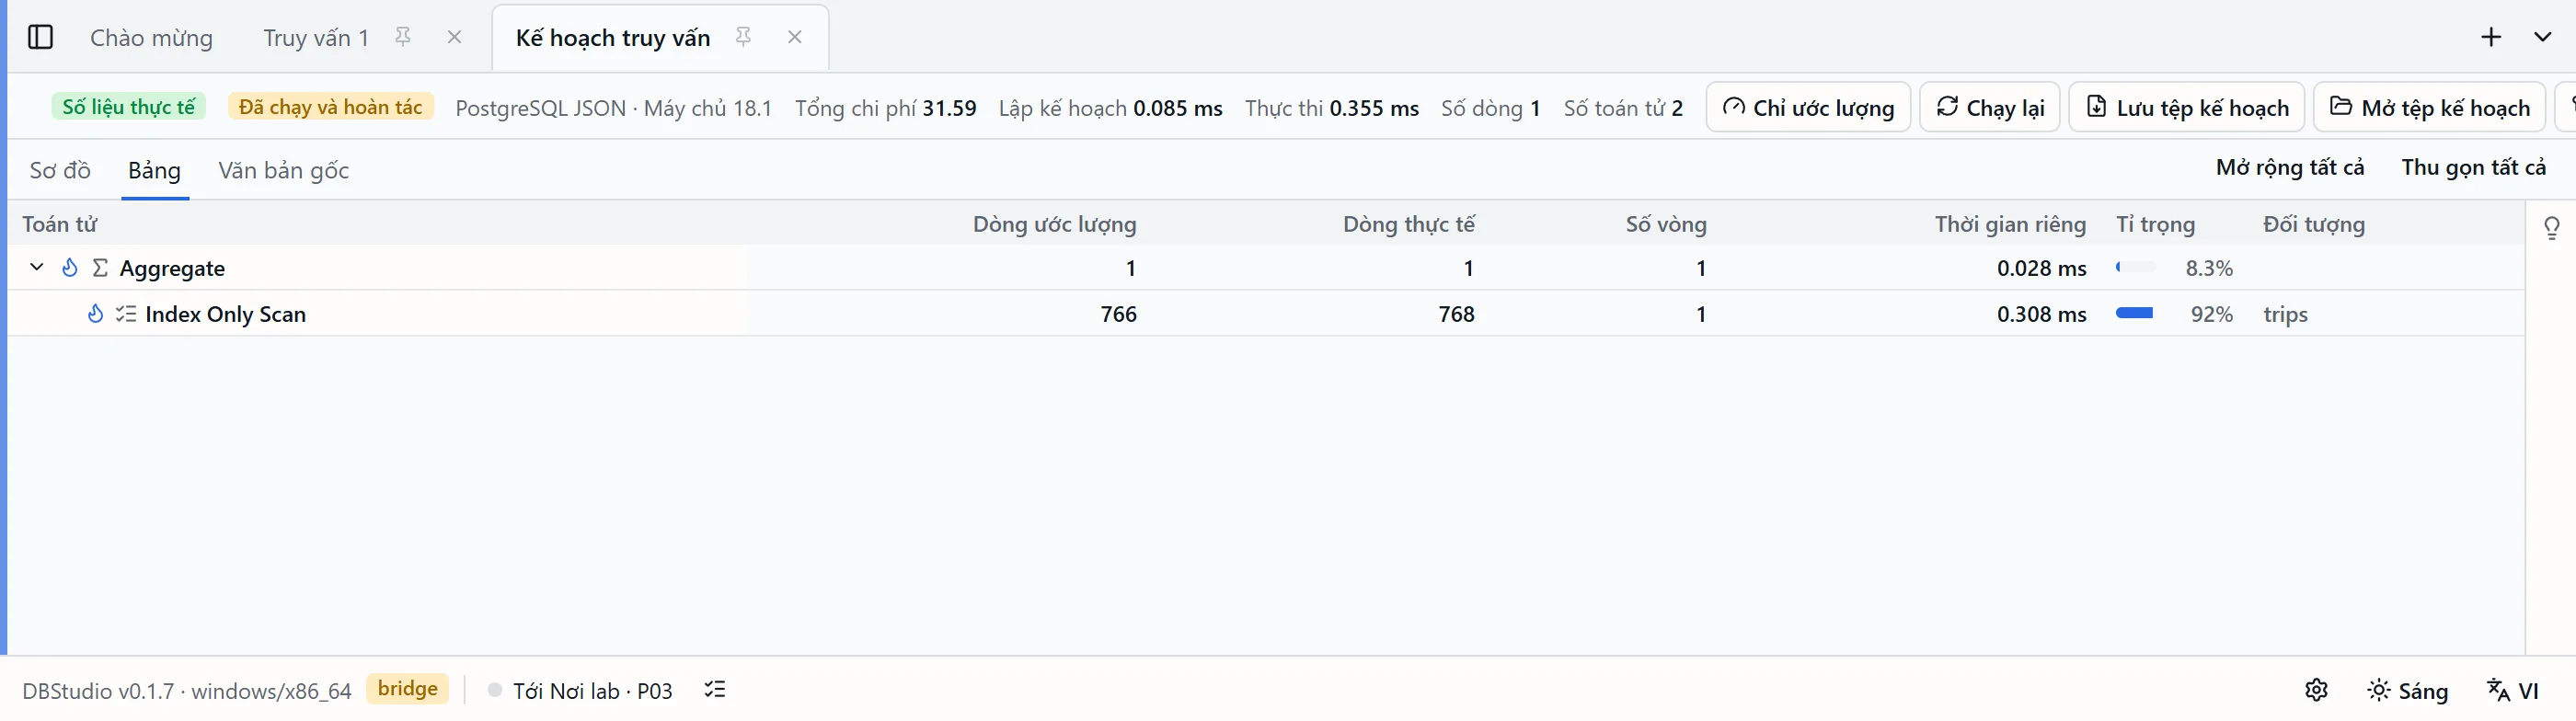 Chào mừng Truy vấn 1 Kế hoạch truy vấn
Số liệu thực tế Đã chạy và hoàn tác PostgreSQL JSON · Máy chủ 18.1 Tổng chi phí 31.59 Lập kế hoạch 0.085 ms Thực thi 0.355 ms Số dòng 1 Số toán tử 2 Chỉ ước lượng Chạy lại Lưu tệp kế hoạch Mở tệp kế hoạch
Sơ đồ Bảng Văn bản gốc Mở rộng tất cả Thu gọn tất cả
Toán tử Dòng ước lượng Dòng thực tế Số vòng Thời gian riêng Tỉ trọng Đối tượng
Aggregate 1 1 1 0.028 ms 8.3%
Index Only Scan 766 768 1 0.308 ms 92% trips
DBStudio v0.1.7 · windows/x86_64 bridge Tới Nơi lab · P03 Sáng VI